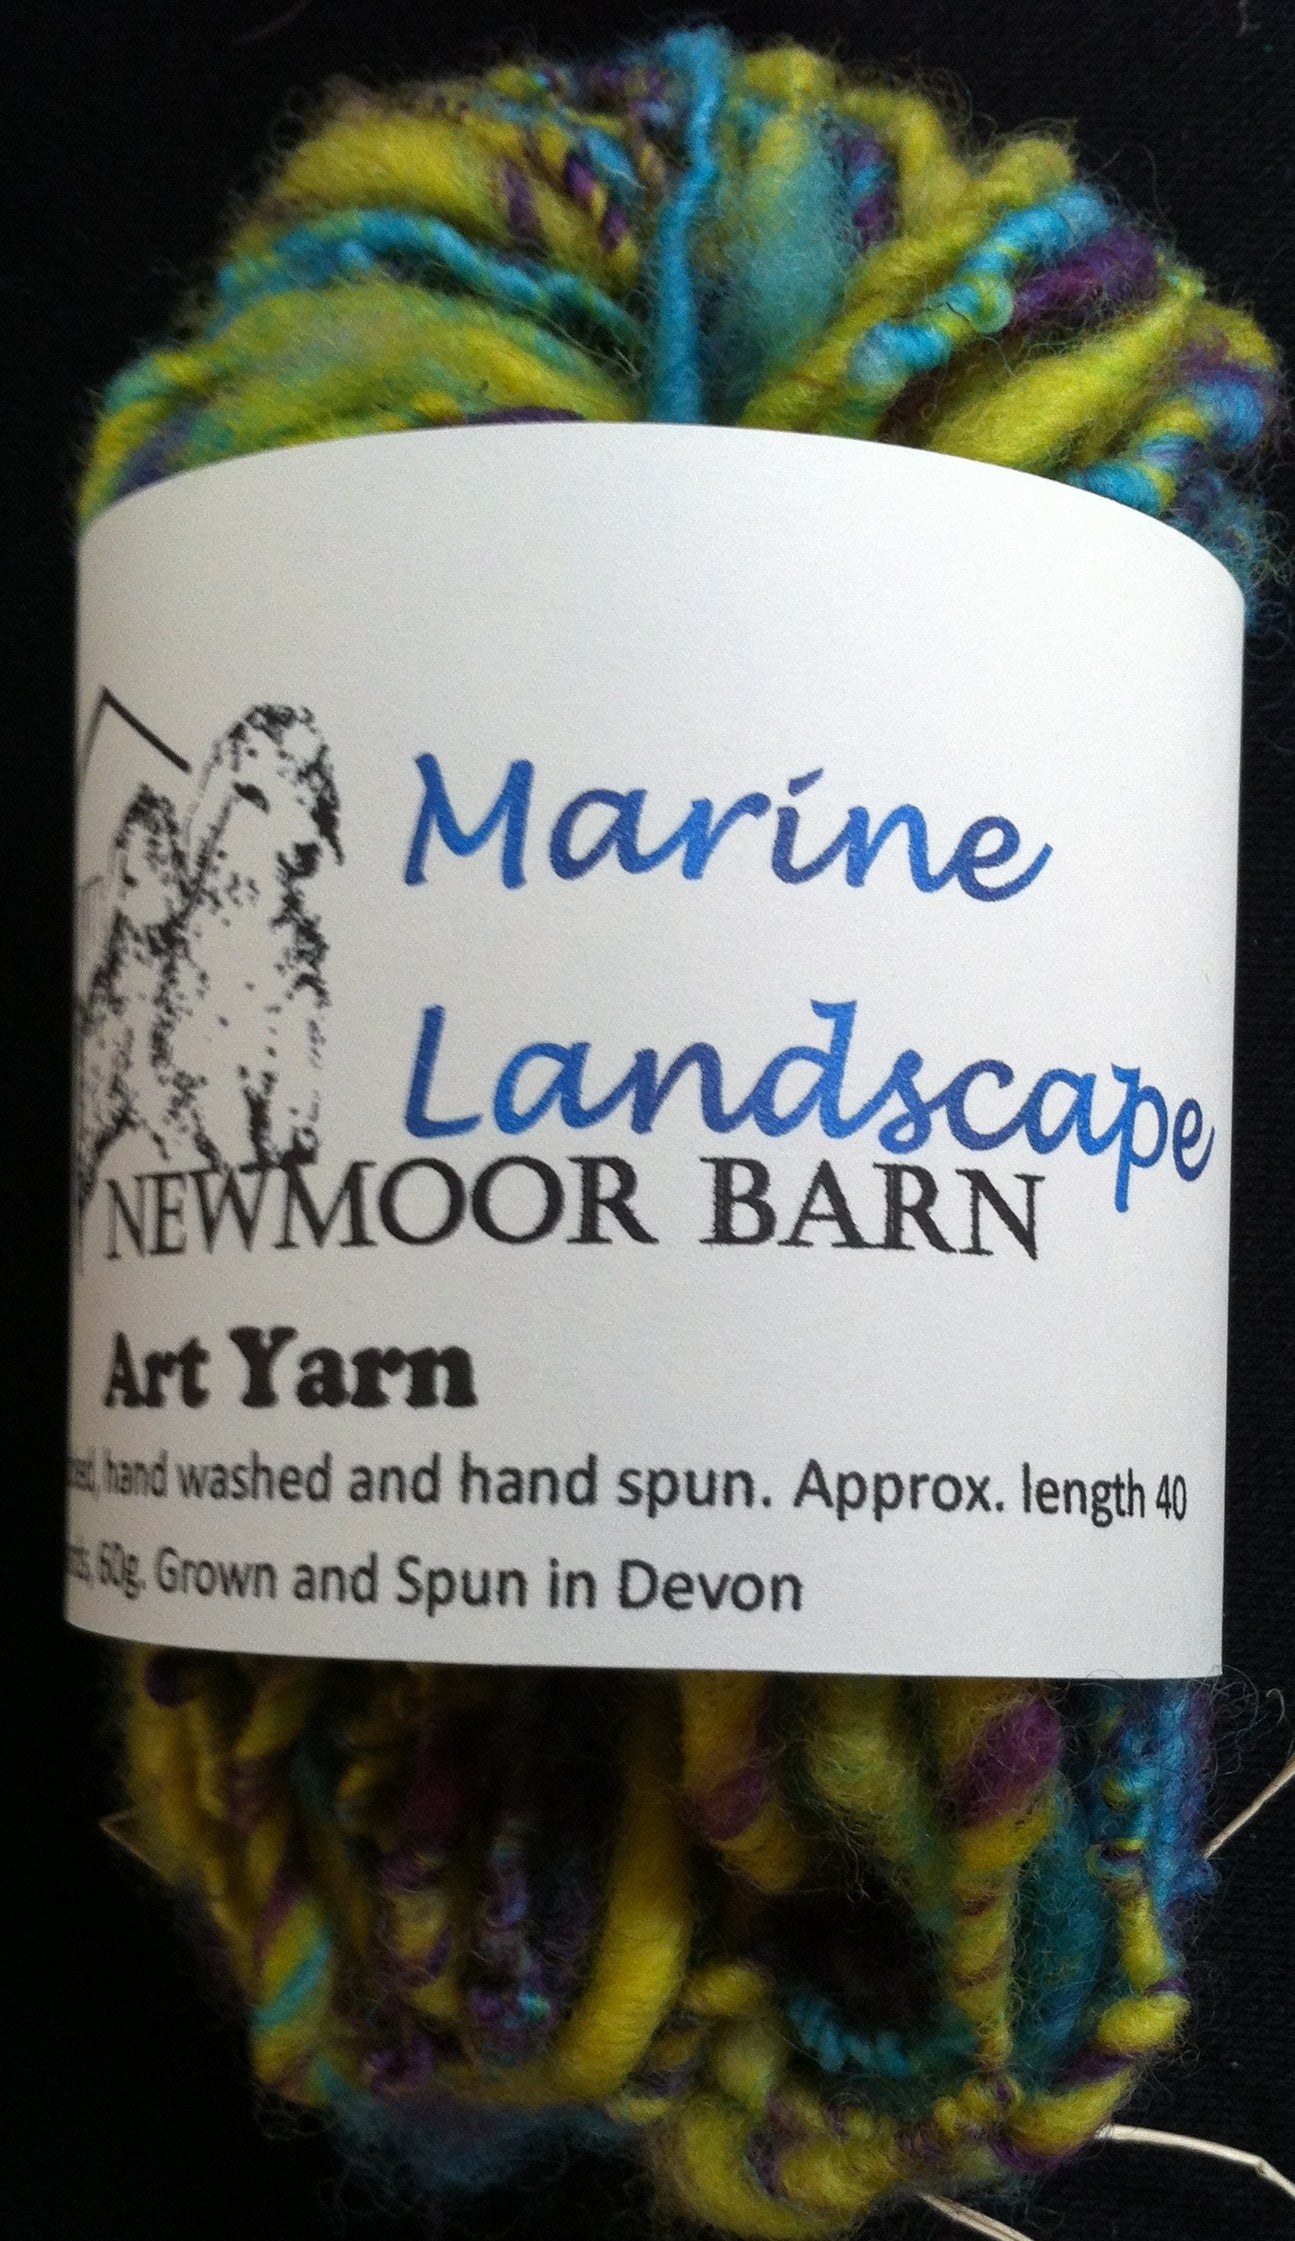 Marine
Landscape
NEWMOOR BARN
Art Yarn
hand washed and hand spun. Approx. length 40
60g. Grown and Spun in Devon